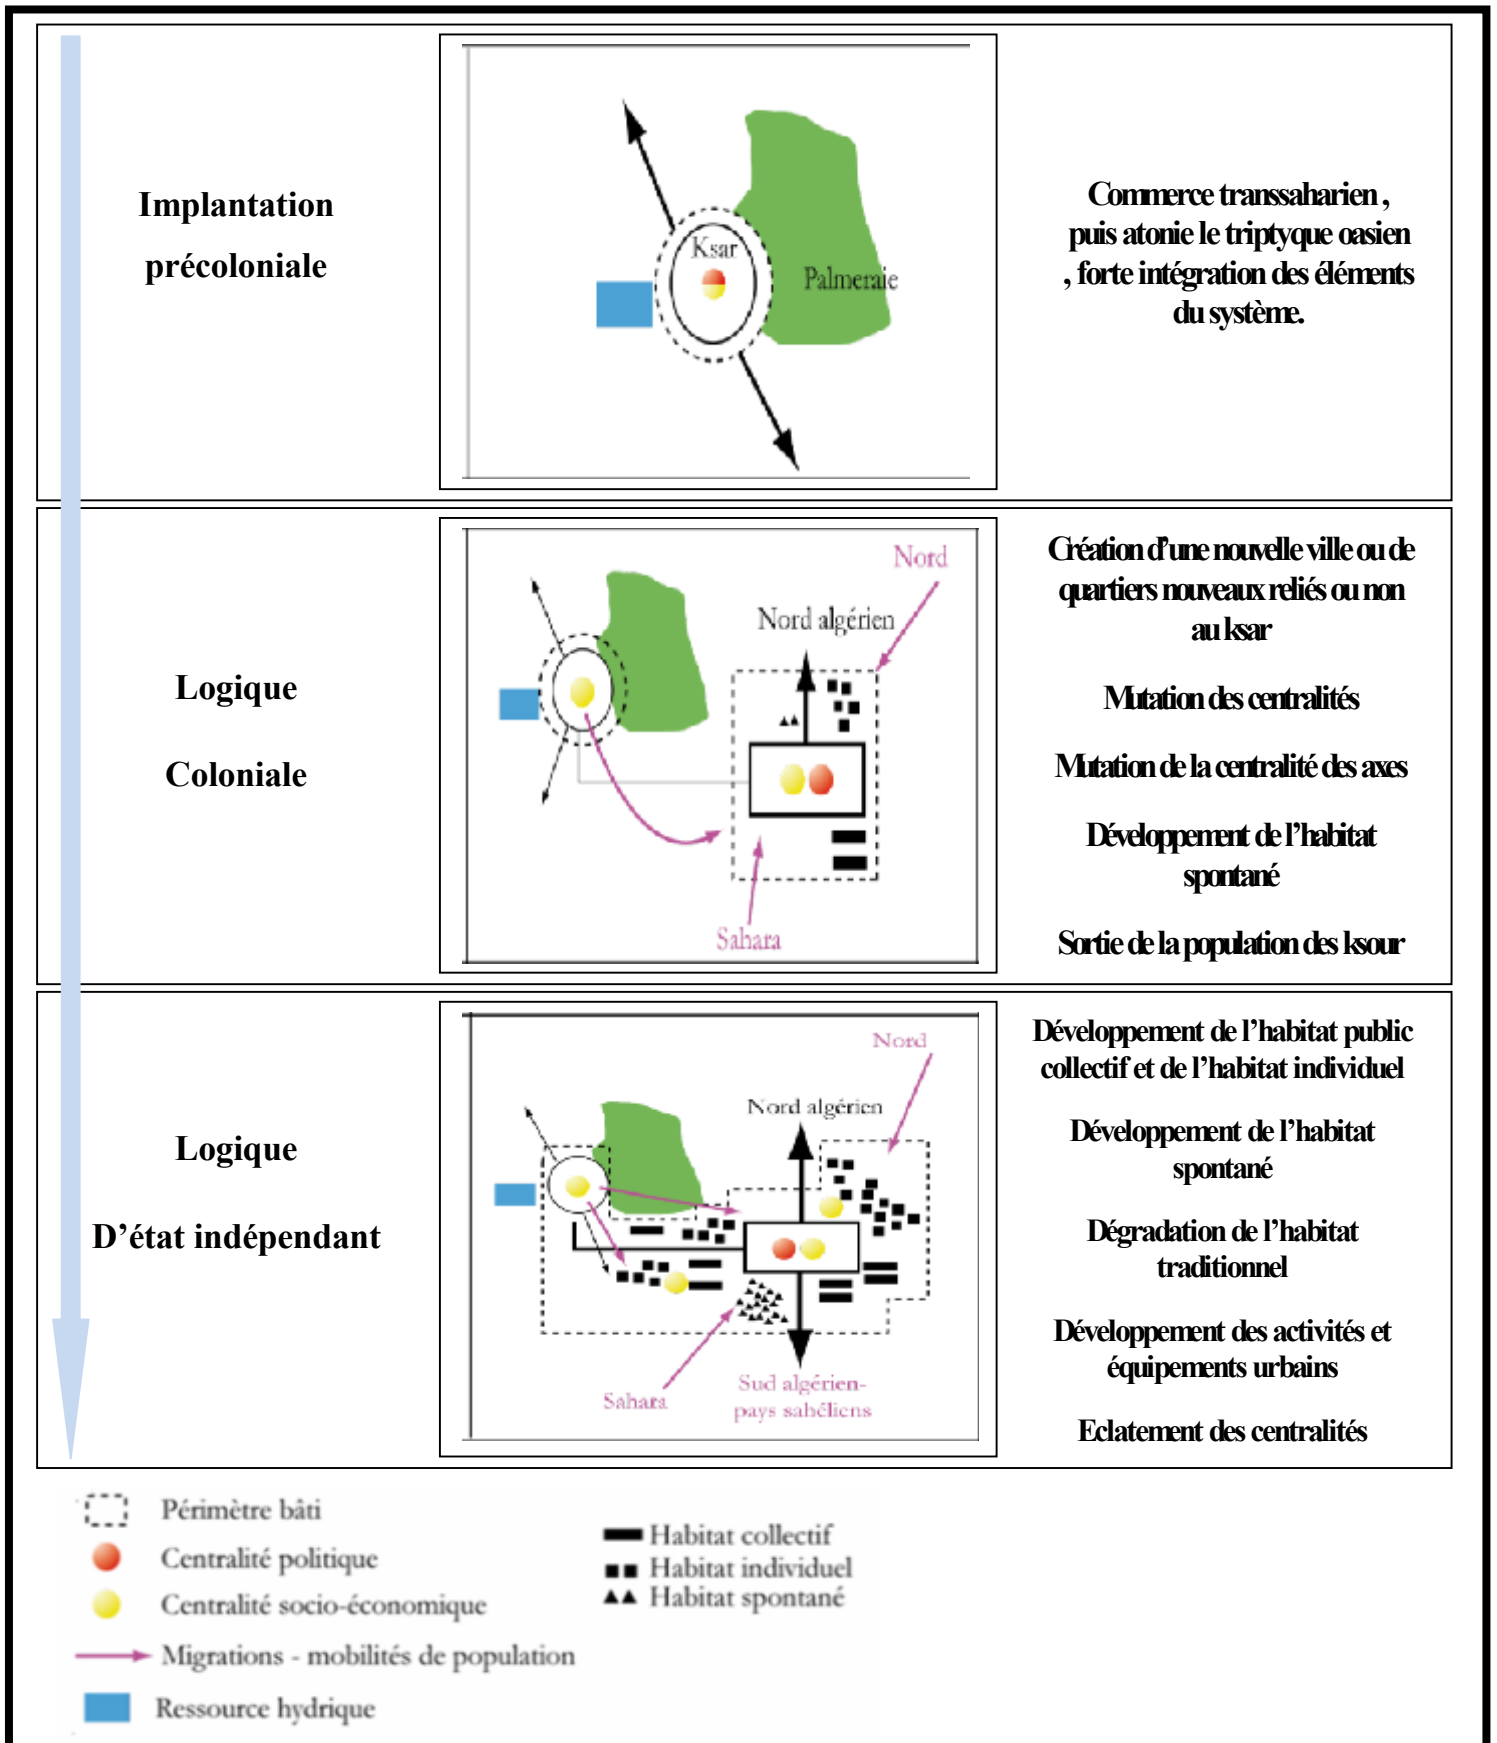 Implantation
précoloniale
Ksar
Palmeraie
Commerce transsaharien ,
puis atonie le triptyque oasien
, forte intégration des éléments
du système.
Logique
Coloniale
Nord
Nord algérien
Sahara
Création d'une nouvelle ville ou de
quartiers nouveaux reliés ou non
au ksar
Mutation des centralités
Mutation de la centralité des axes
Développement de l'habitat
spontané
Sortie de la population des ksour
Logique
D'état indépendant
Nord
Nord algérien
Sahara
Sud algérien-
pays sahéliens
Développement de l'habitat public
collectif et de l'habitat individuel
Développement de l'habitat
spontané
Dégradation de l'habitat
traditionnel
Développement des activités et
équipements urbains
Eclatement des centralités
Périmètre bâti
Centralité politique
Centralité socio-économique
Migrations - mobilités de population
Ressource hydrique
Habitat collectif
Habitat individuel
Habitat spontané